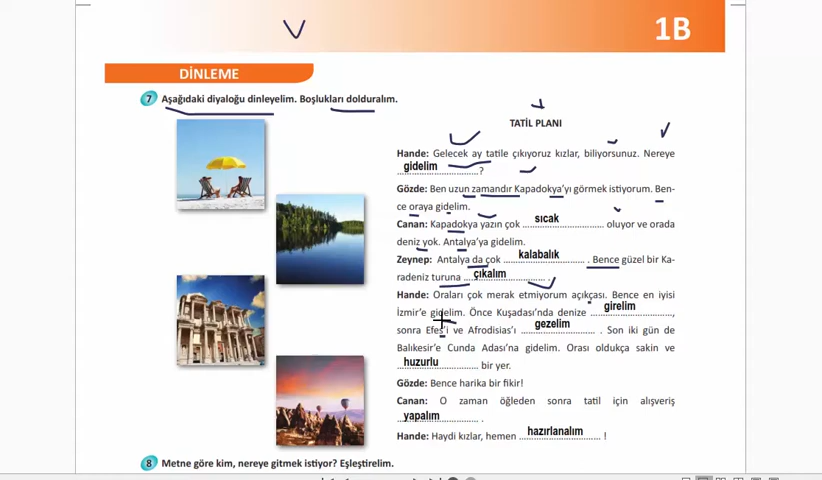 1B
DİNLEME
7 Aşağıdaki diyaloğu dinleyelim. Boşlukları dolduralım.
TATİL PLANI
Hande: Gelecek ay tatile çıkıyoruz kızlar, biliyorsunuz. Nereye
gidelim ?
Gözde: Ben uzun zamandır Kapadokya'yı görmek istiyorum. Ben-
ce oraya gidelim.
Canan: Kapadokya yazın çok sıcak oluyor ve orada
deniz yok. Antalya'ya gidelim.
Zeynep: Antalya da çok kalabalık . Bence güzel bir Ka-
radeniz turuna çıkalım .
Hande: Oraları çok merak etmiyorum açıkçası. Bence en iyisi
İzmir'e gidelim. Önce Kuşadası'nda denize girelim ,
sonra Efes'i ve Afrodisias'ı gezelim . Son iki gün de
Balıkesir'e Cunda Adası'na gidelim. Orası oldukça sakin ve
huzurlu bir yer.
Gözde: Bence harika bir fikir!
Canan: O zaman öğleden sonra tatil için alışveriş
yapalım .
Hande: Haydi kızlar, hemen hazırlanalım !
8 Metne göre kim, nereye gitmek istiyor? Eşleştirelim.